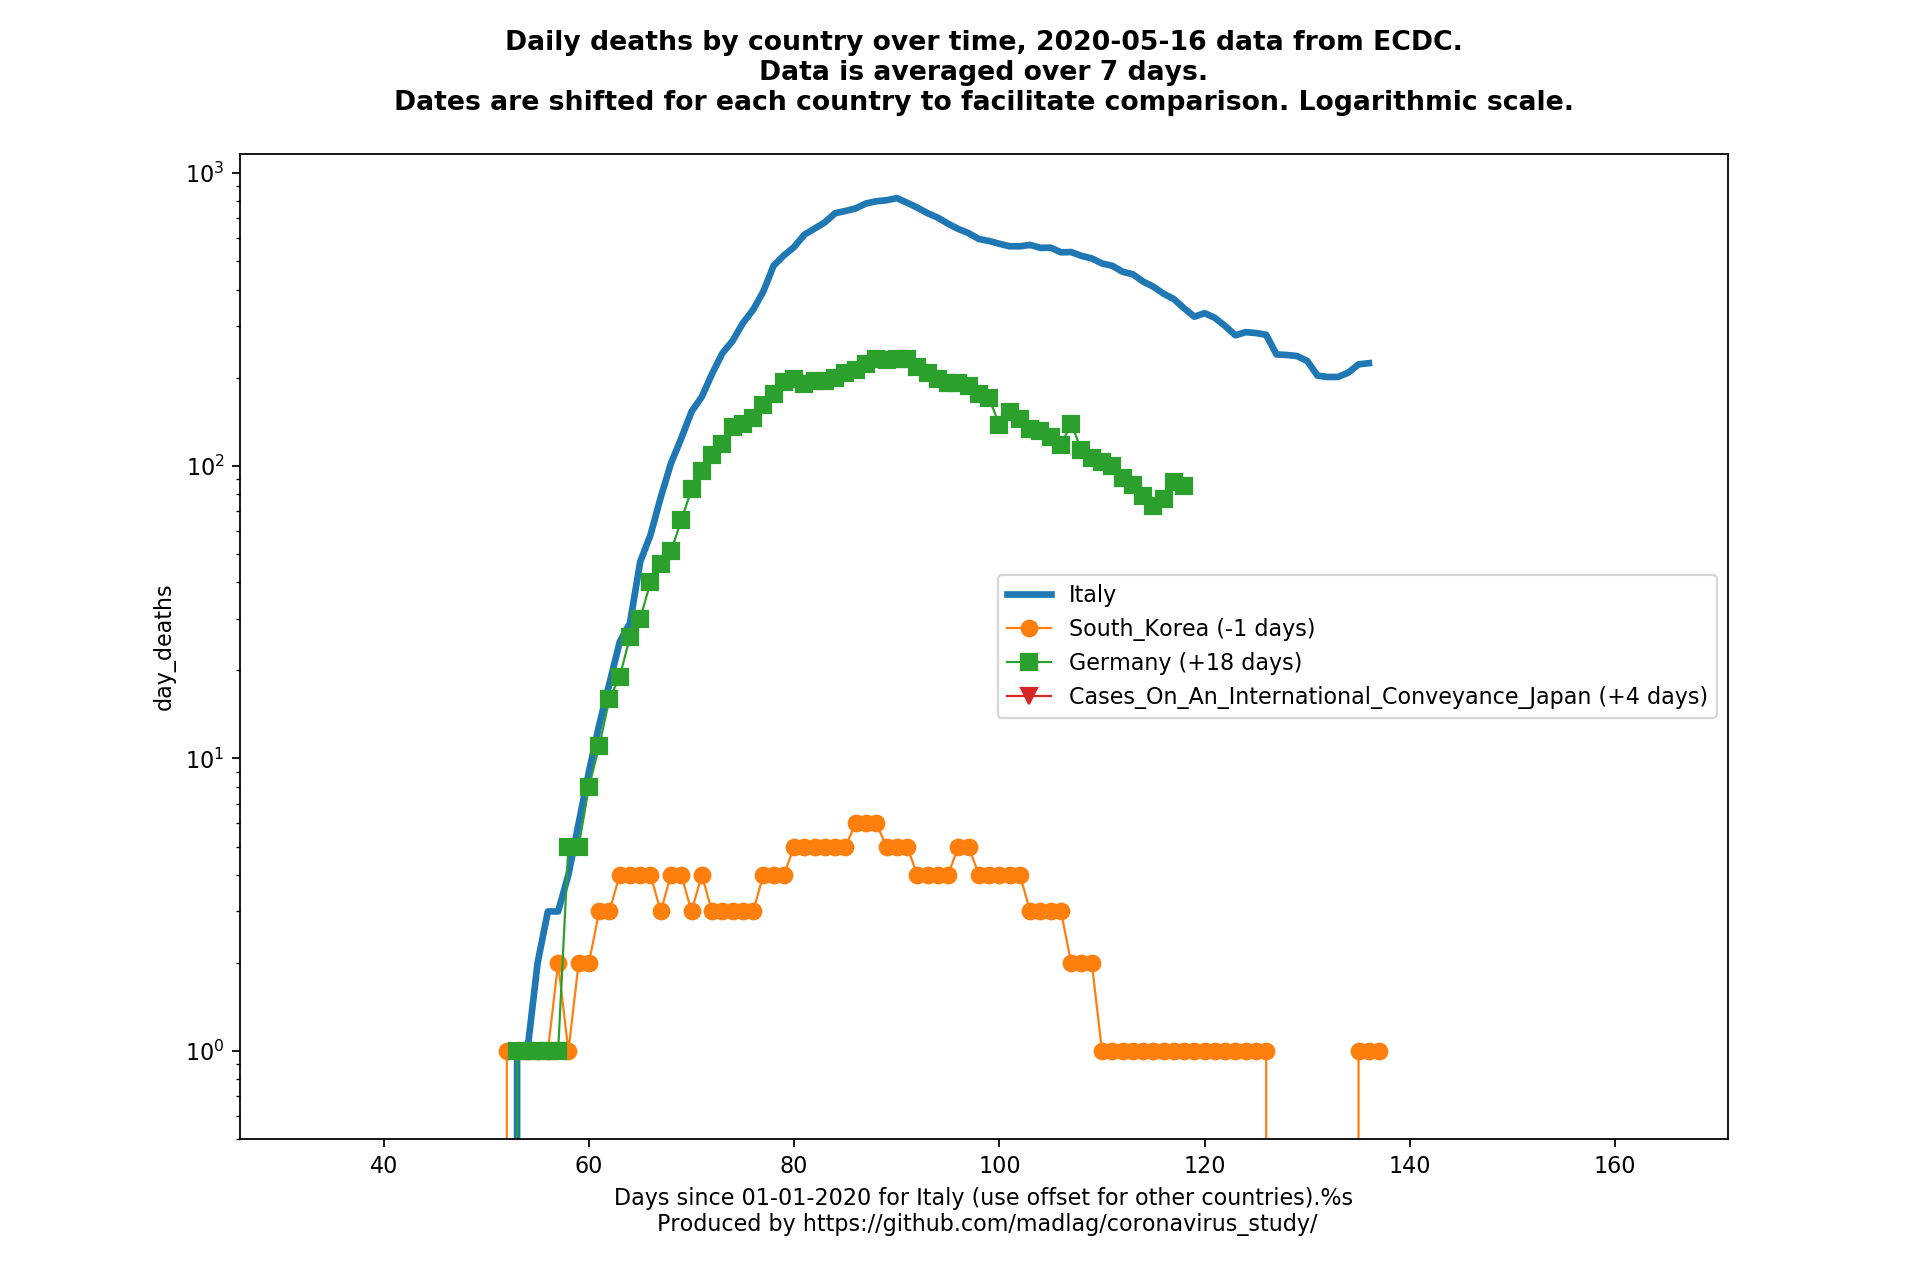 Daily deaths by country over time, 2020-05-16 data from ECDC.
Data is averaged over 7 days.
Dates are shifted for each country to facilitate comparison. Logarithmic scale.
10³
10²
10¹
10⁰
day_deaths
Italy
South_Korea (-1 days)
Germany (+18 days)
Cases_On_An_International_Conveyance_Japan (+4 days)
40 60 80 100 120 140 160
Days since 01-01-2020 for Italy (use offset for other countries).%s
Produced by https://github.com/madlag/coronavirus_study/